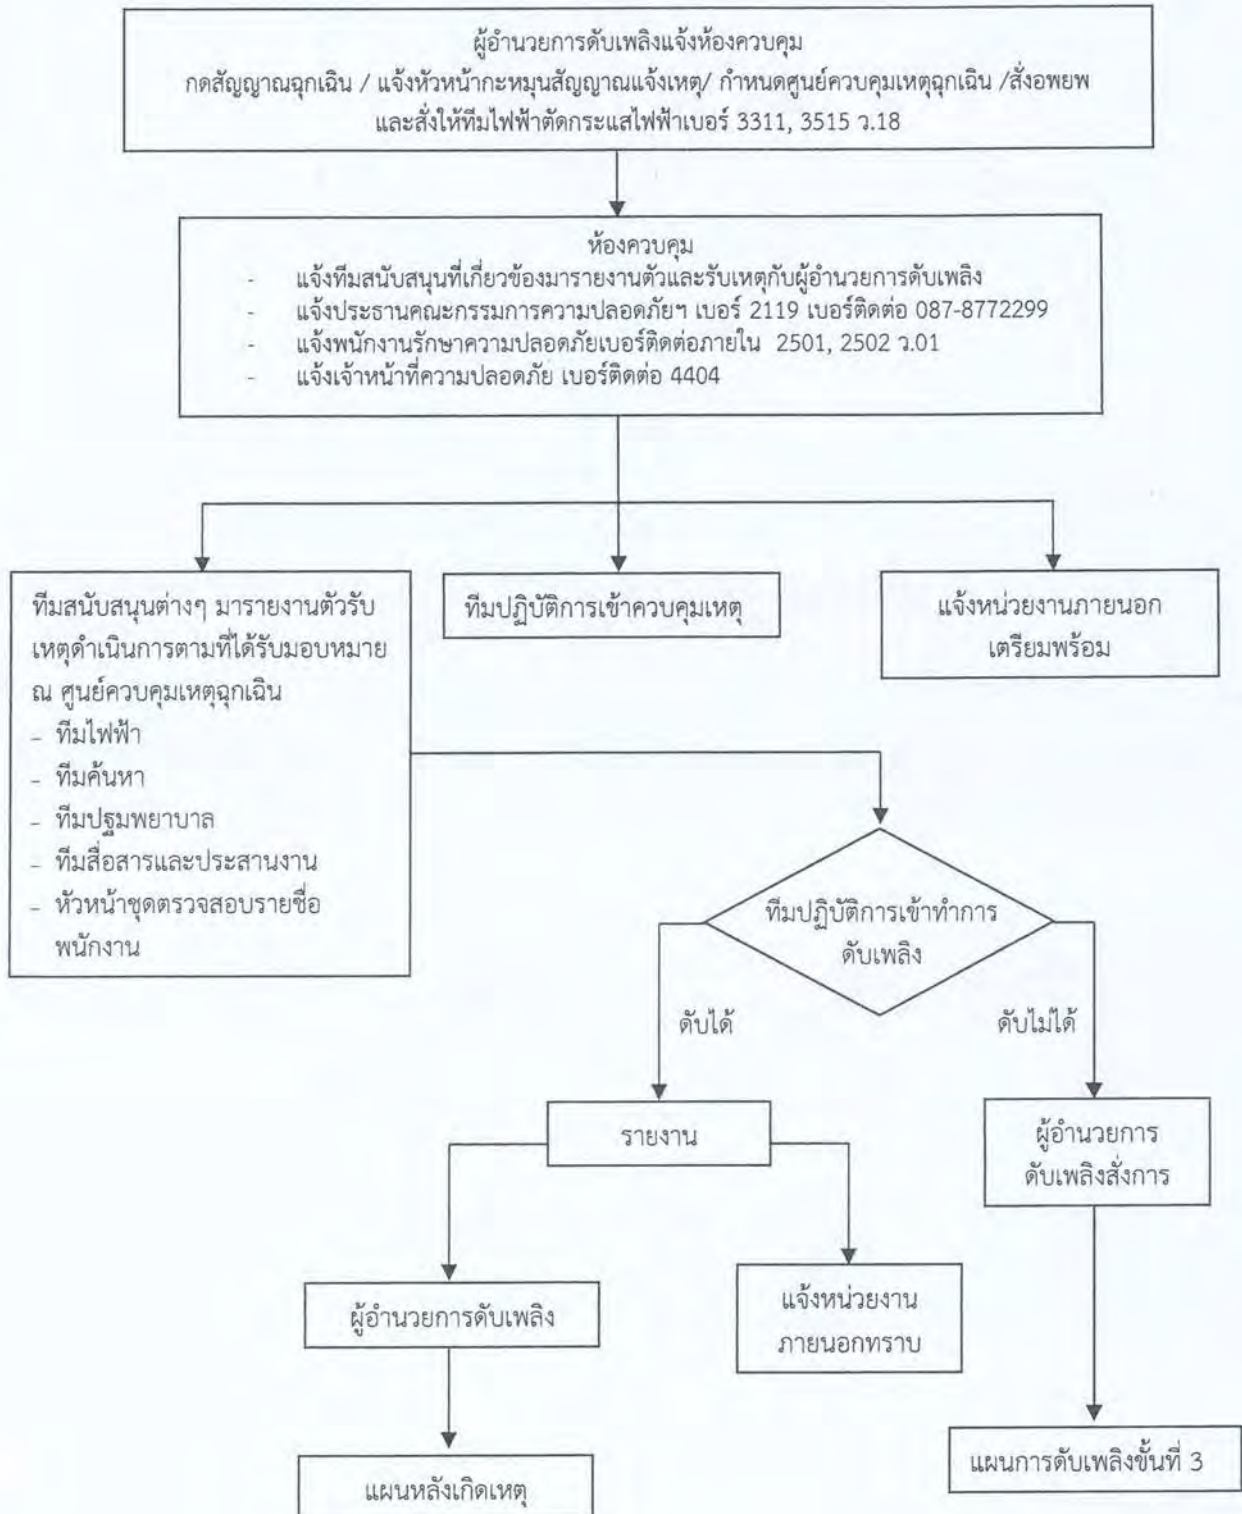 ผู้อำนวยการดับเพลิงแจ้งห้องควบคุม
กดสัญญาณฉุกเฉิน / แจ้งหัวหน้ากะหมุนสัญญาณแจ้งเหตุ/ กำหนดศูนย์ควบคุมเหตุฉุกเฉิน /สั่งอพยพ
และสั่งให้ทีมไฟฟ้าตัดกระแสไฟฟ้าเบอร์ 3311, 3515 ว.18
ห้องควบคุม
- แจ้งทีมสนับสนุนที่เกี่ยวข้องมารายงานตัวและรับเหตุกับผู้อำนวยการดับเพลิง
- แจ้งประธานคณะกรรมการความปลอดภัยฯ เบอร์ 2119 เบอร์ติดต่อ 087-8772299
- แจ้งพนักงานรักษาความปลอดภัยเบอร์ติดต่อภายใน 2501, 2502 ว.01
- แจ้งเจ้าหน้าที่ความปลอดภัย เบอร์ติดต่อ 4404
ทีมสนับสนุนต่างๆ มารายงานตัวรับ
เหตุดำเนินการตามที่ได้รับมอบหมาย
ณ ศูนย์ควบคุมเหตุฉุกเฉิน
- ทีมไฟฟ้า
- ทีมค้นหา
- ทีมปฐมพยาบาล
- ทีมสื่อสารและประสานงาน
- หัวหน้าชุดตรวจสอบรายชื่อ
พนักงาน
ทีมปฏิบัติการเข้าควบคุมเหตุ
แจ้งหน่วยงานภายนอก
เตรียมพร้อม
ทีมปฏิบัติการเข้าทำการ
ดับเพลิง
ดับได้
ดับไม่ได้
รายงาน
ผู้อำนวยการ
ดับเพลิงสั่งการ
ผู้อำนวยการดับเพลิง
แจ้งหน่วยงาน
ภายนอกทราบ
แผนการดับเพลิงขั้นที่ 3
แผนหลังเกิดเหตุ